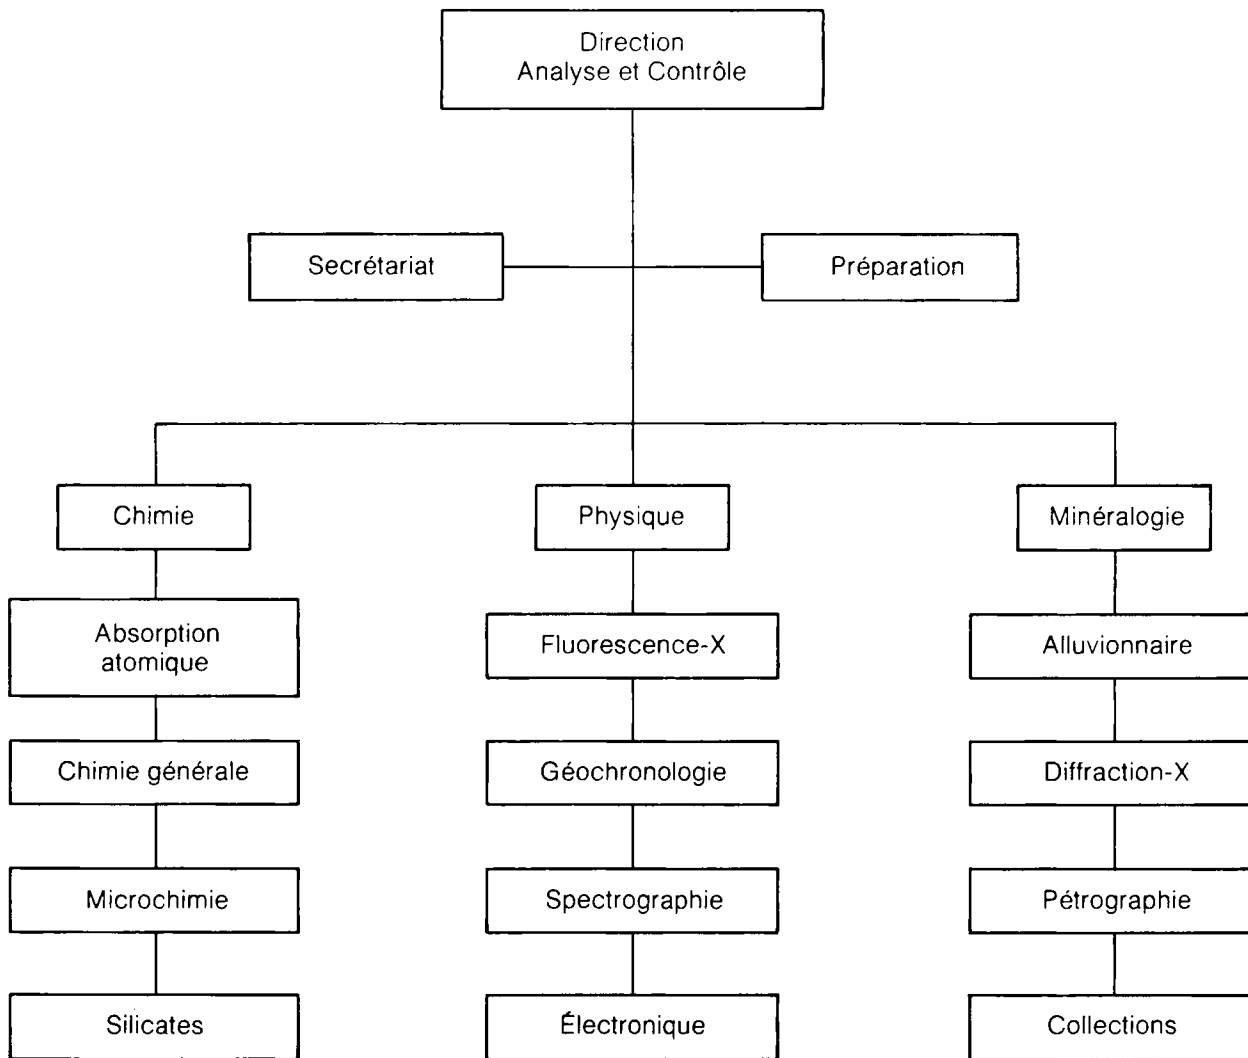 Direction
Analyse et Contrôle
Secrétariat
Préparation
Chimie
Physique
Minéralogie
Absorption
atomique
Fluorescence-X
Alluvionnaire
Chimie générale
Géochronologie
Diffraction-X
Microchimie
Spectrographie
Pétrographie
Silicates
Électronique
Collections